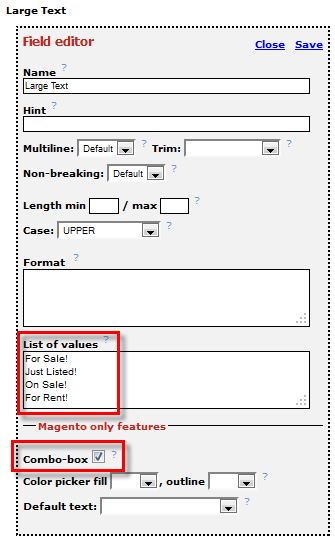 Large Text
Field editor Close Save
Name ?
Large Text
Hint ?
Multiline: Default ? Trim: ?
Non-breaking: Default ?
Length min / max ?
Case: UPPER ?
Format ?
List of values ?
For Sale!
Just Listed!
On Sale!
For Rent!
Magento only features
Combo-box ?
Color picker fill , outline ?
Default text: ?